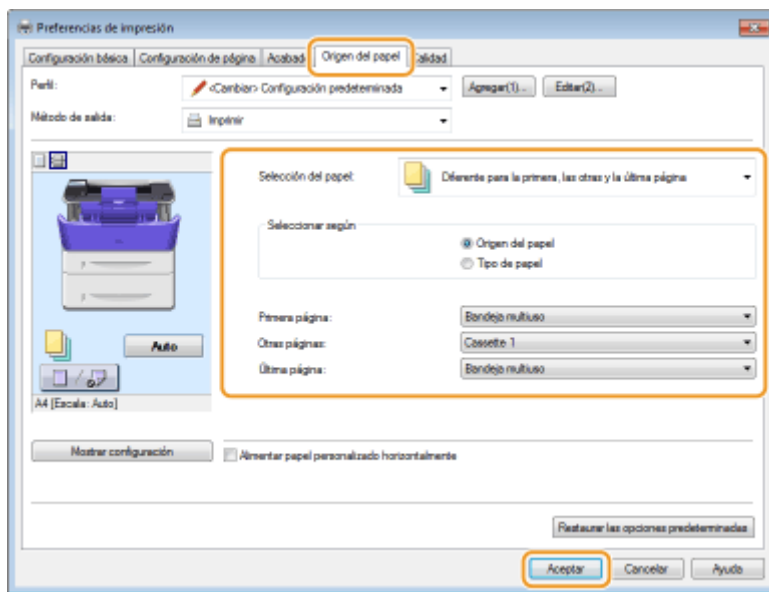 Preferencias de impresión
Configuración básica Configuración de página Acabado Origen del papel Calidad
Perfil: <Cambiar> Configuración predeterminada Agregar(1)... Editar(2)...
Método de salida: Imprimir
Selección del papel: Diferente para la primera, las otras y la última página
Seleccionar según
Origen del papel
Tipo de papel
Primera página: Bandeja multiuso
Otras páginas: Cassette 1
Última página: Bandeja multiuso
Auto
A4 [Escala: Auto]
Mostrar configuración Alimentar papel personalizado horizontalmente
Restaurar las opciones predeterminadas
Aceptar Cancelar Ayuda